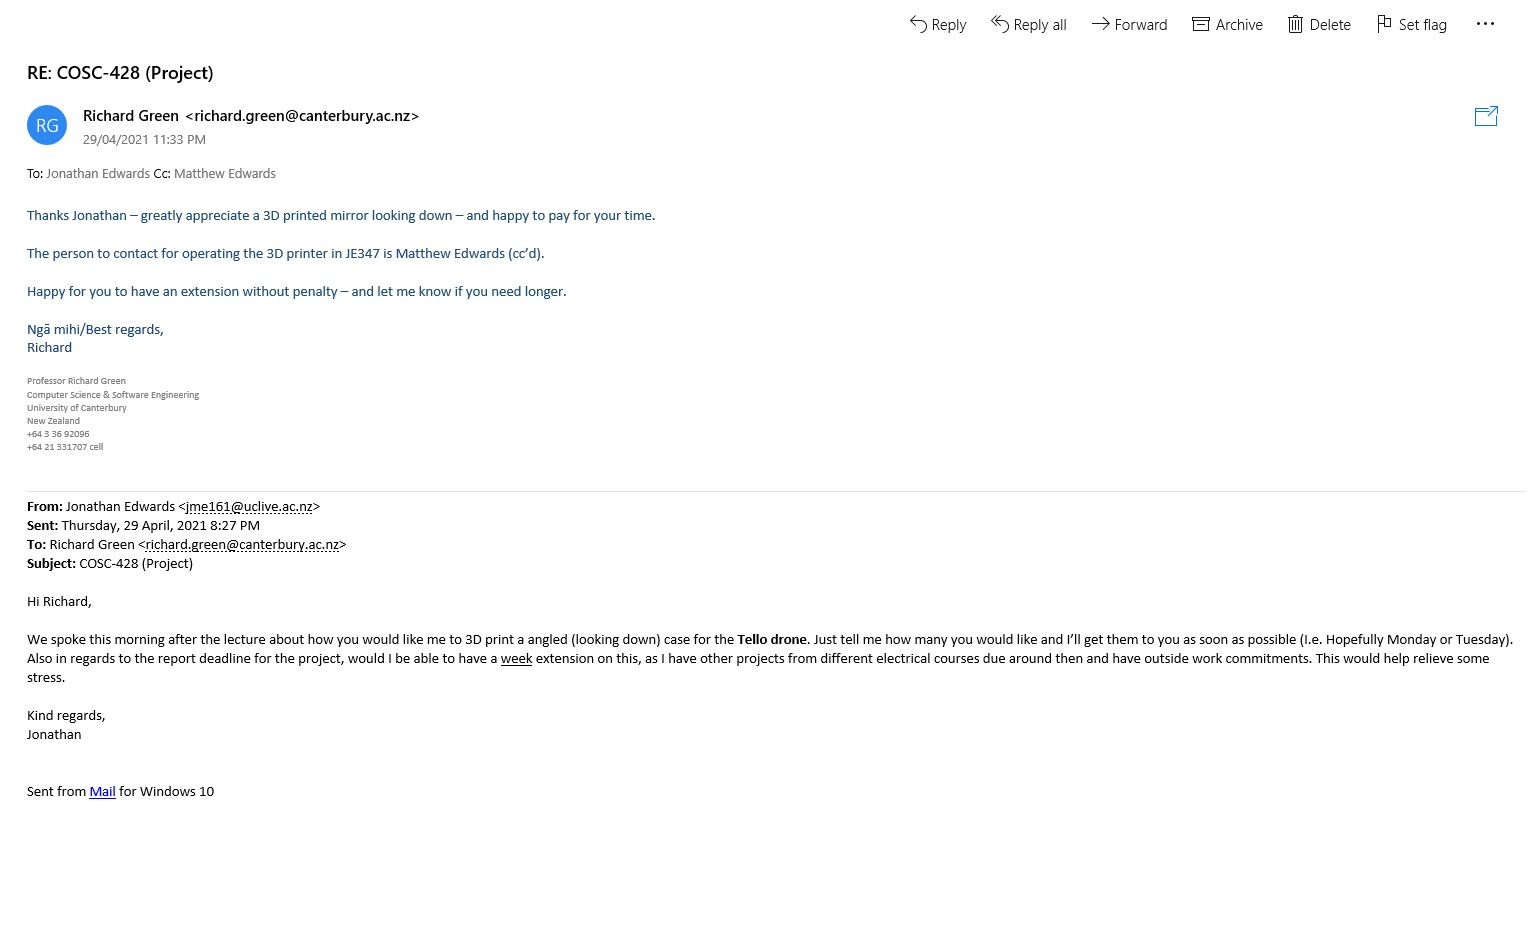 Reply Reply all Forward Archive Delete Set flag ...
RE: COSC-428 (Project)
RG
Richard Green <richard.green@canterbury.ac.nz>
29/04/2021 11:33 PM
To: Jonathan Edwards Cc: Matthew Edwards
Thanks Jonathan – greatly appreciate a 3D printed mirror looking down – and happy to pay for your time.
The person to contact for operating the 3D printer in JE347 is Matthew Edwards (cc’d).
Happy for you to have an extension without penalty – and let me know if you need longer.
Ngā mihi/Best regards,
Richard
Professor Richard Green
Computer Science & Software Engineering
University of Canterbury
New Zealand
+64 3 36 92096
+64 21 331707 cell
From: Jonathan Edwards <jme161@uclive.ac.nz>
Sent: Thursday, 29 April, 2021 8:27 PM
To: Richard Green <richard.green@canterbury.ac.nz>
Subject: COSC-428 (Project)
Hi Richard,
We spoke this morning after the lecture about how you would like me to 3D print a angled (looking down) case for the Tello drone. Just tell me how many you would like and I’ll get them to you as soon as possible (I.e. Hopefully Monday or Tuesday).
Also in regards to the report deadline for the project, would I be able to have a week extension on this, as I have other projects from different electrical courses due around then and have outside work commitments. This would help relieve some
stress.
Kind regards,
Jonathan
Sent from Mail for Windows 10